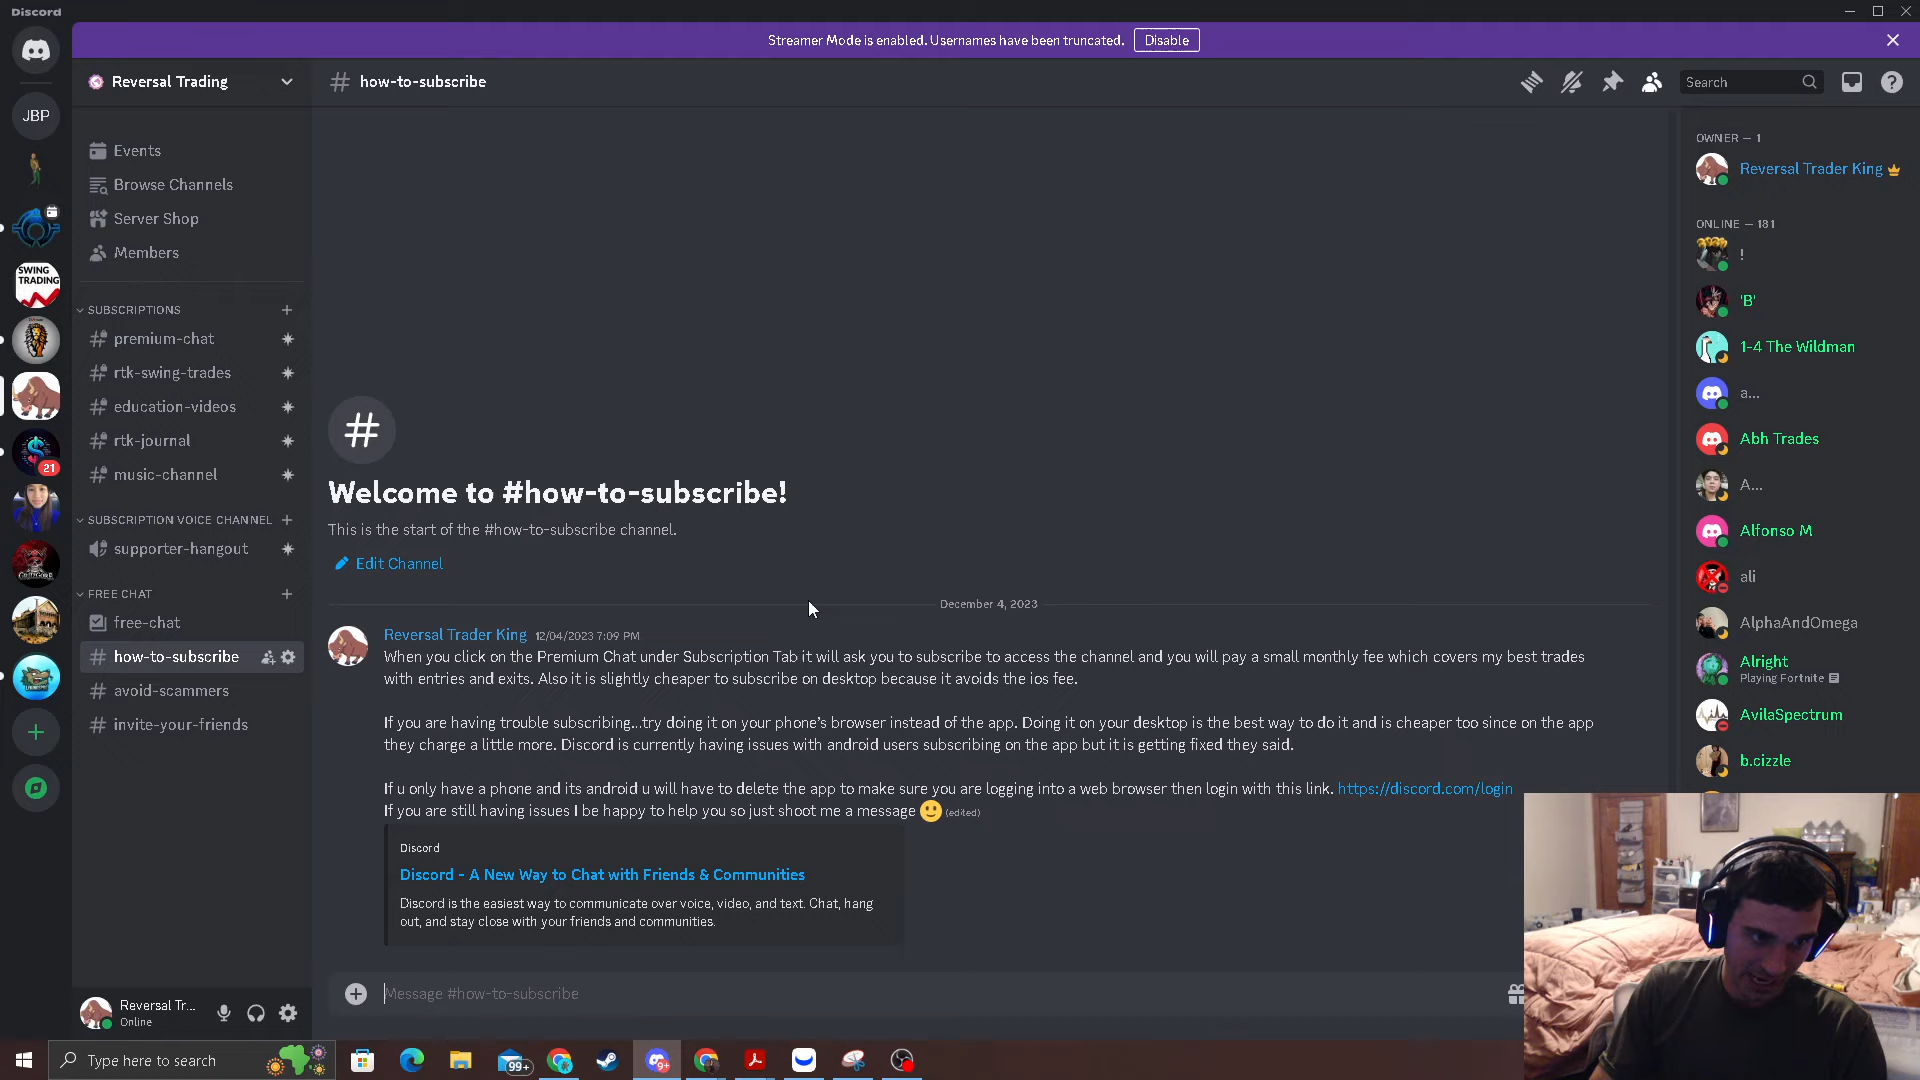 Discord
Streamer Mode is enabled. Usernames have been truncated.
Disable
JBP
SWING
TRADING
21
Reversal Trading
Events
Browse Channels
Server Shop
Members
SUBSCRIPTIONS
premium-chat
rtk-swing-trades
education-videos
rtk-journal
music-channel
SUBSCRIPTION VOICE CHANNEL
supporter-hangout
FREE CHAT
free-chat
how-to-subscribe
avoid-scammers
invite-your-friends
Reversal Tr...
Online
# how-to-subscribe
Search
#
Welcome to #how-to-subscribe!
This is the start of the #how-to-subscribe channel.
Edit Channel
December 4, 2023
Reversal Trader King 12/04/2023 7:09 PM
When you click on the Premium Chat under Subscription Tab it will ask you to subscribe to access the channel and you will pay a small monthly fee which covers my best trades
with entries and exits. Also it is slightly cheaper to subscribe on desktop because it avoids the ios fee.
If you are having trouble subscribing...try doing it on your phone's browser instead of the app. Doing it on your desktop is the best way to do it and is cheaper too since on the app
they charge a little more. Discord is currently having issues with android users subscribing on the app but it is getting fixed they said.
If u only have a phone and its android u will have to delete the app to make sure you are logging into a web browser then login with this link. https://discord.com/login
If you are still having issues I be happy to help you so just shoot me a message 🙂 (edited)
Discord
Discord - A New Way to Chat with Friends & Communities
Discord is the easiest way to communicate over voice, video, and text. Chat, hang
out, and stay close with your friends and communities.
Message #how-to-subscribe
OWNER — 1
Reversal Trader King
ONLINE — 181
!
'B'
1-4 The Wildman
a...
Abh Trades
A...
Alfonso M
ali
AlphaAndOmega
Alright
Playing Fortnite
AvilaSpectrum
b.cizzle
Type here to search
99+
9+